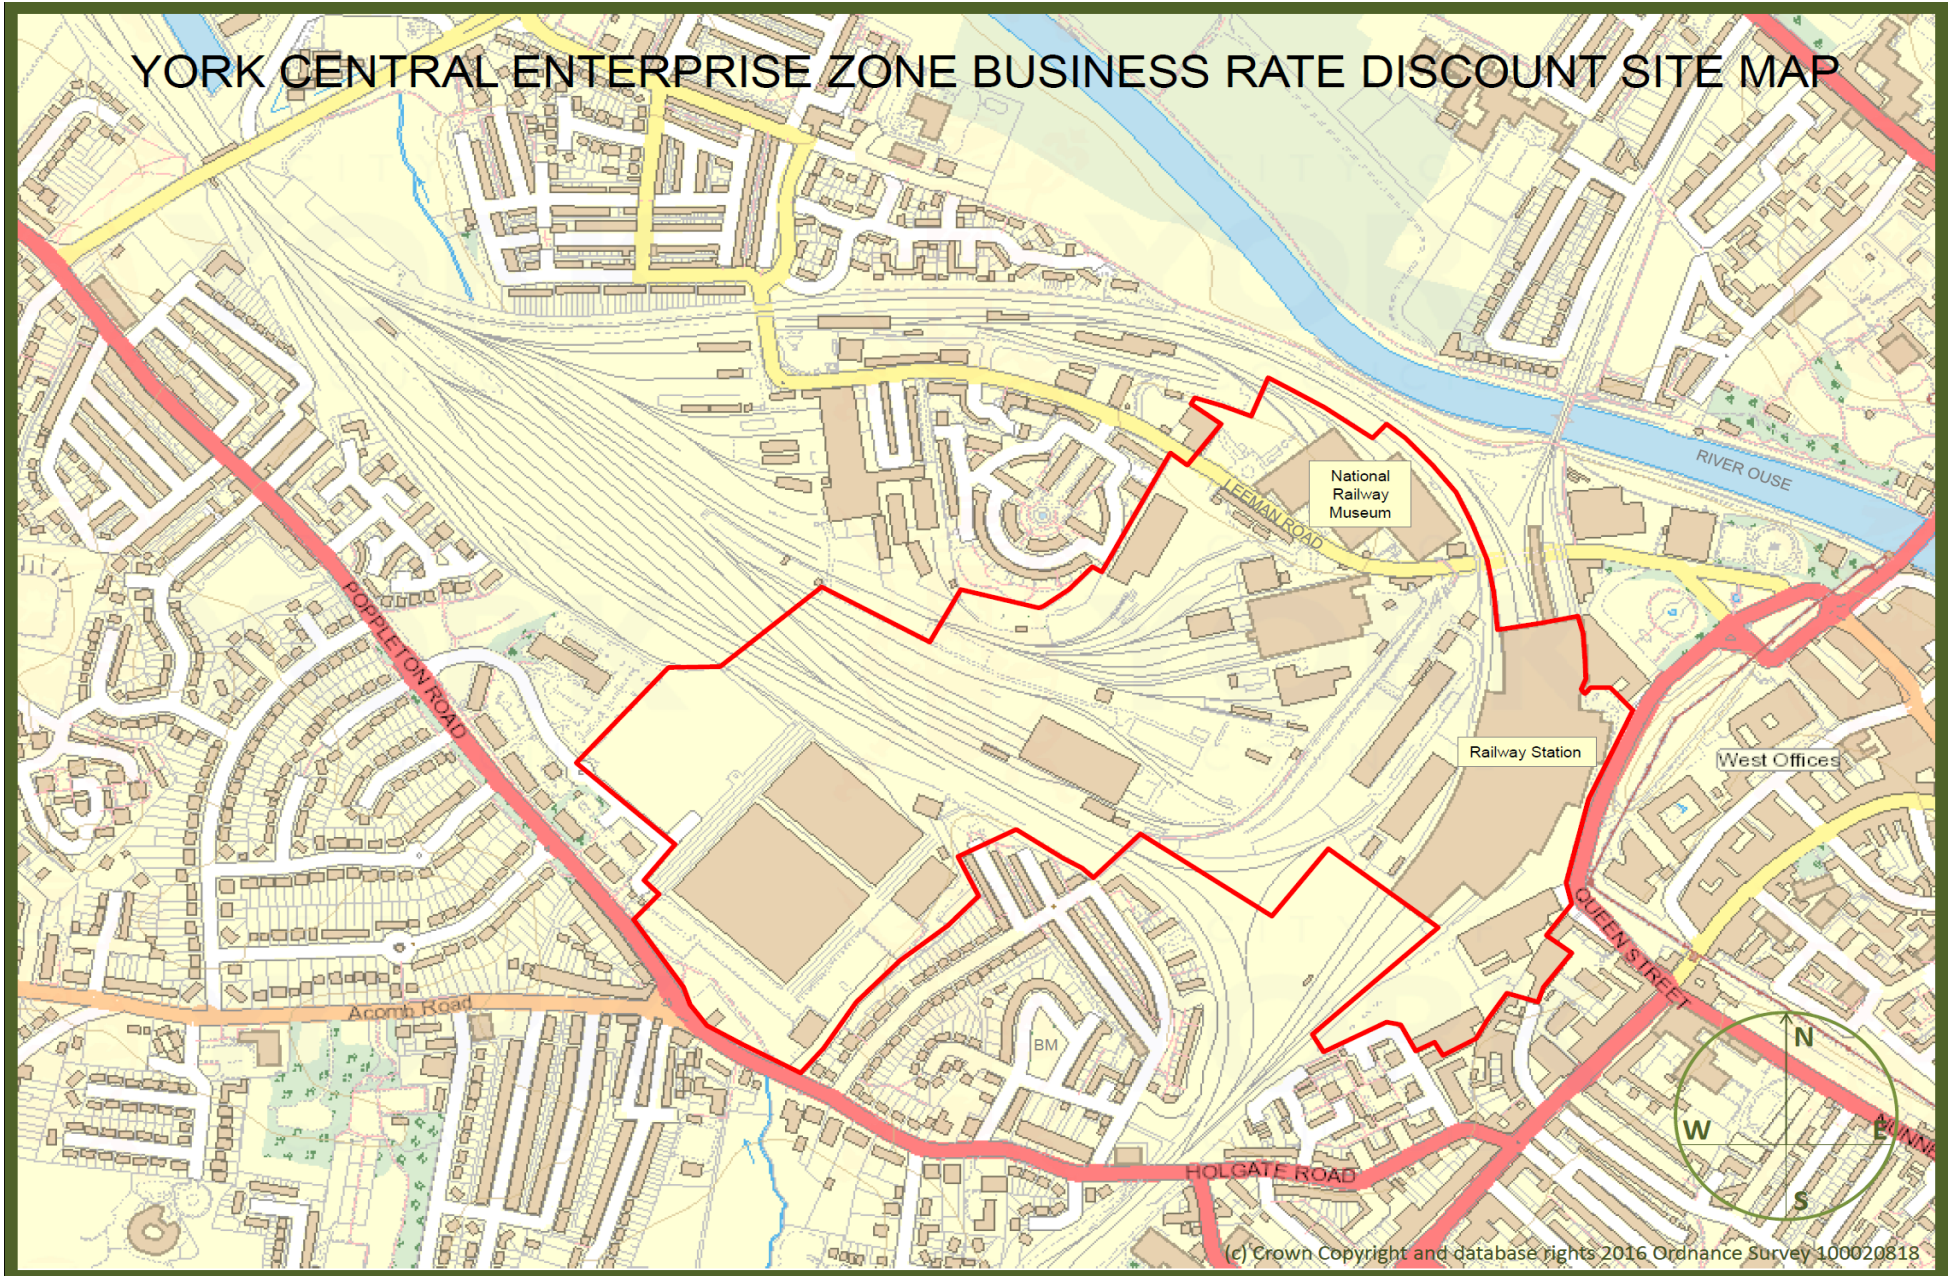 YORK CENTRAL ENTERPRISE ZONE BUSINESS RATE DISCOUNT SITE MAP
National
Railway
Museum
LEEMAN ROAD
RIVER OUSE
POPPLETON ROAD
Railway Station
West Offices
QUEEN STREET
Acomb Road
BM
HOLGATE ROAD
N
W
E
S
(c) Crown Copyright and database rights 2016 Ordnance Survey 100020818